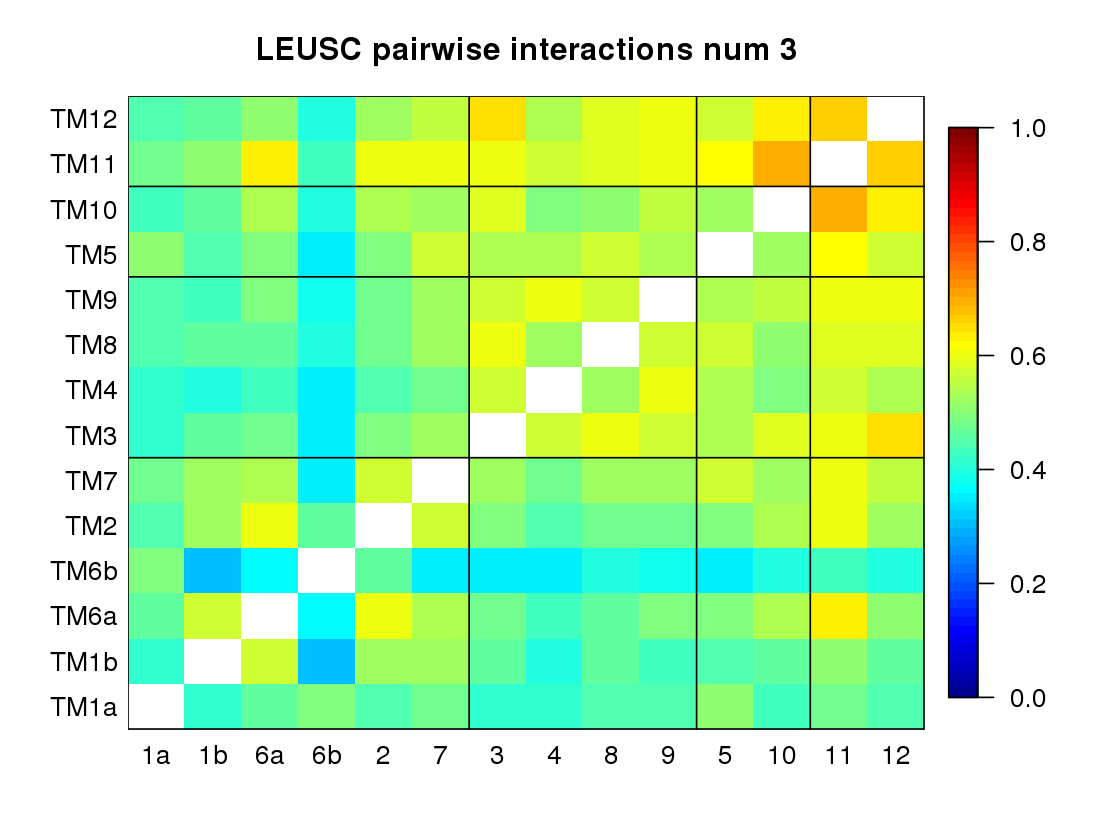 LEUSC pairwise interactions num 3
TM12
TM11
TM10
TM5
TM9
TM8
TM4
TM3
TM7
TM2
TM6b
TM6a
TM1b
TM1a
1a 1b 6a 6b 2 7 3 4 8 9 5 10 11 12
1.0
0.8
0.6
0.4
0.2
0.0